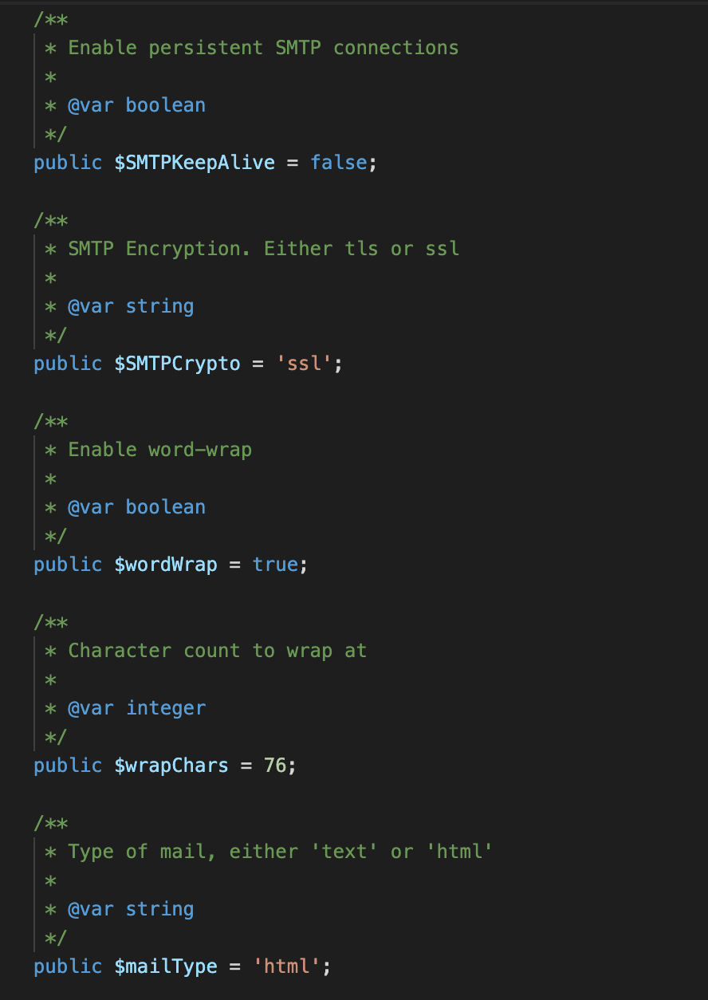 /**
 * Enable persistent SMTP connections
 *
 * @var boolean
 */
public $SMTPKeepAlive = false;

/**
 * SMTP Encryption. Either tls or ssl
 *
 * @var string
 */
public $SMTPCrypto = 'ssl';

/**
 * Enable word-wrap
 *
 * @var boolean
 */
public $wordWrap = true;

/**
 * Character count to wrap at
 *
 * @var integer
 */
public $wrapChars = 76;

/**
 * Type of mail, either 'text' or 'html'
 *
 * @var string
 */
public $mailType = 'html';